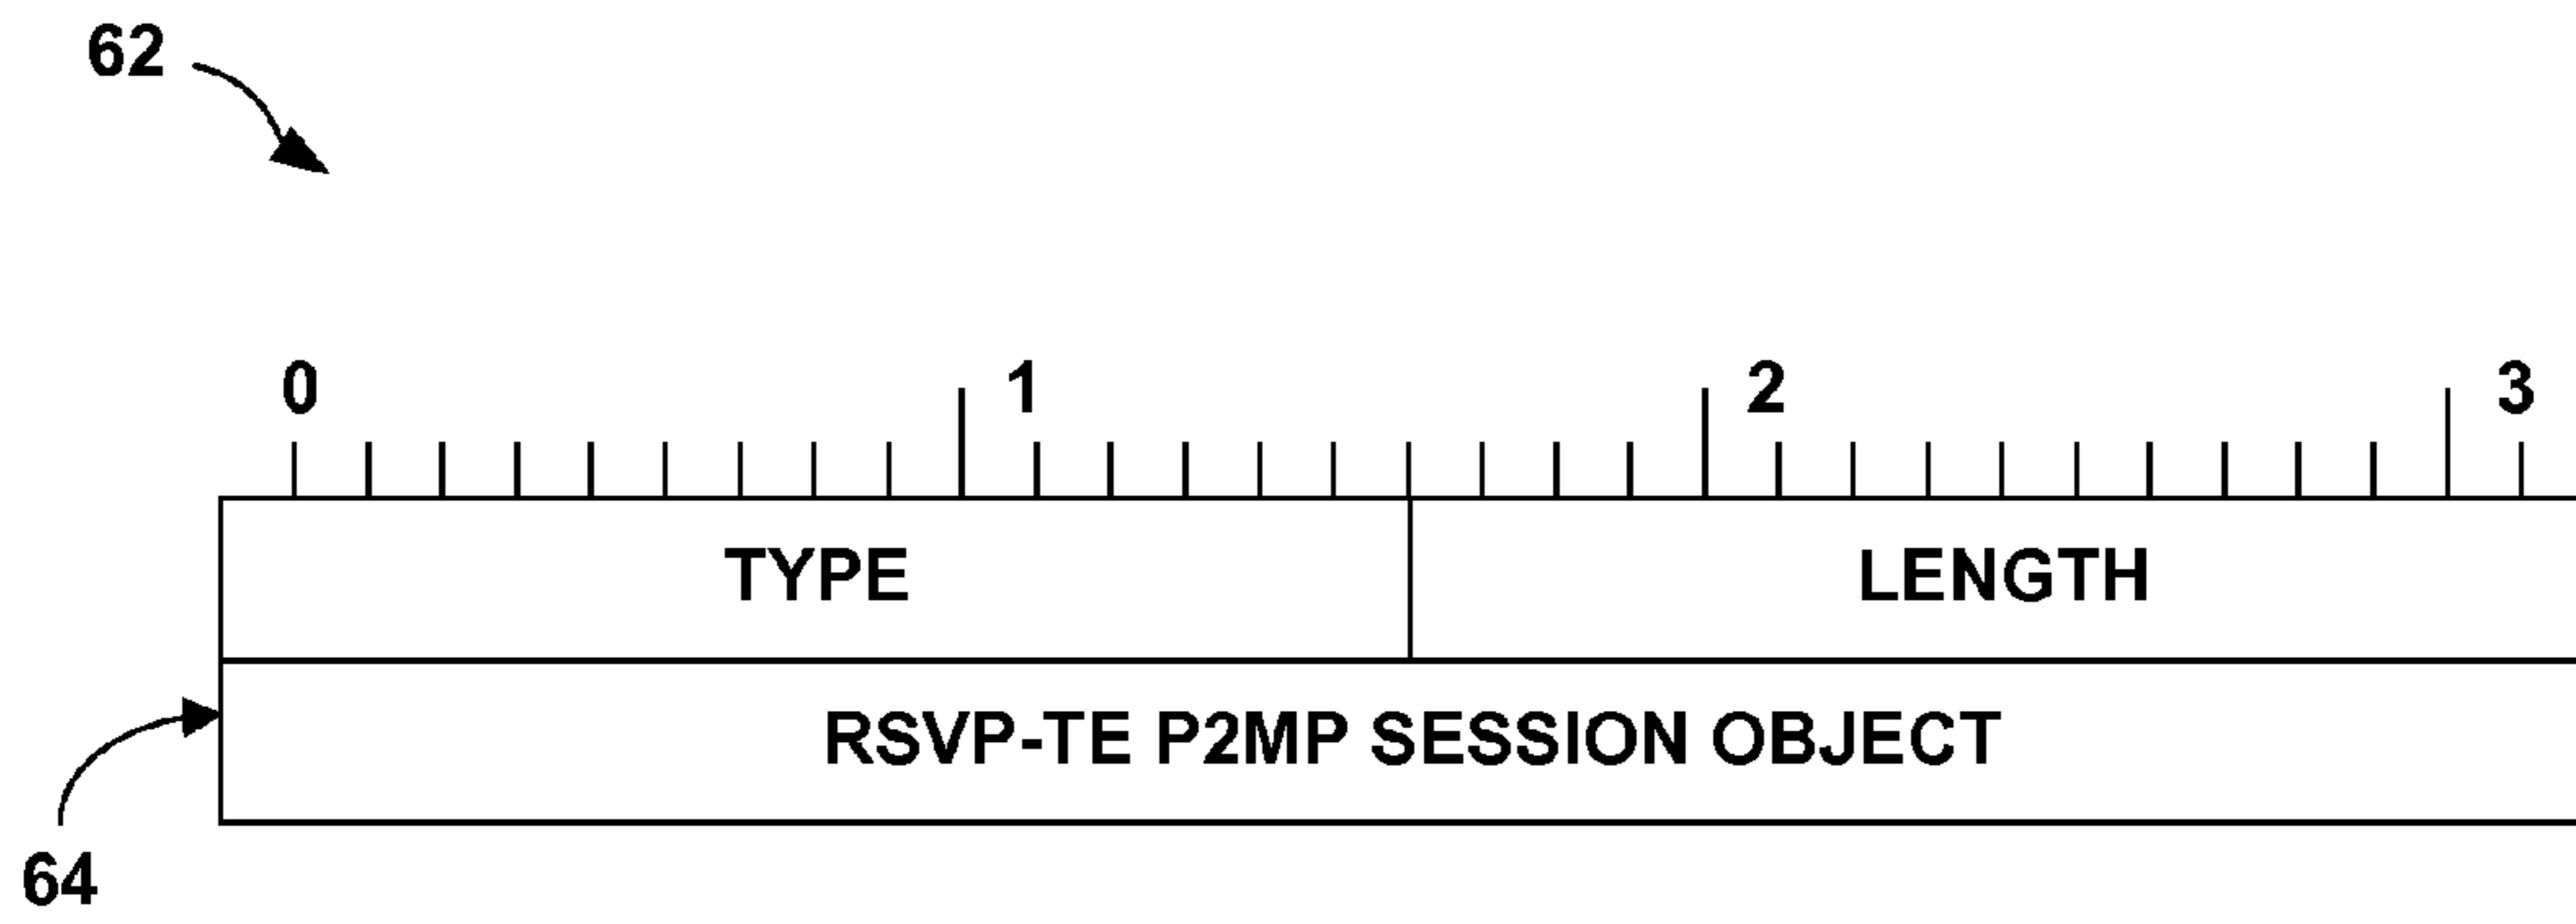 62
0 1 2 3
TYPE LENGTH
RSVP-TE P2MP SESSION OBJECT
64